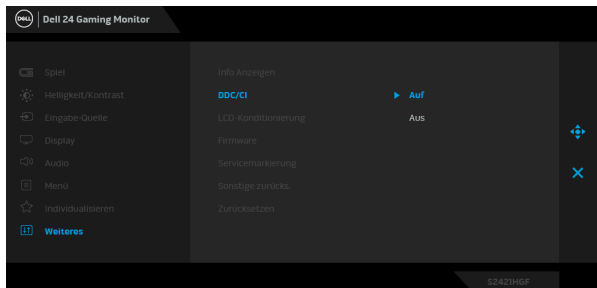 DELL Dell 24 Gaming Monitor
Spiel
Helligkeit/Kontrast
Eingabe-Quelle
Display
Audio
Menü
Individualisieren
Weiteres
Info Anzeigen
DDC/CI
LCD-Konditionierung
Firmware
Servicemarkierung
Sonstige zurücks.
Zurücksetzen
Auf
Aus
S2421HGF